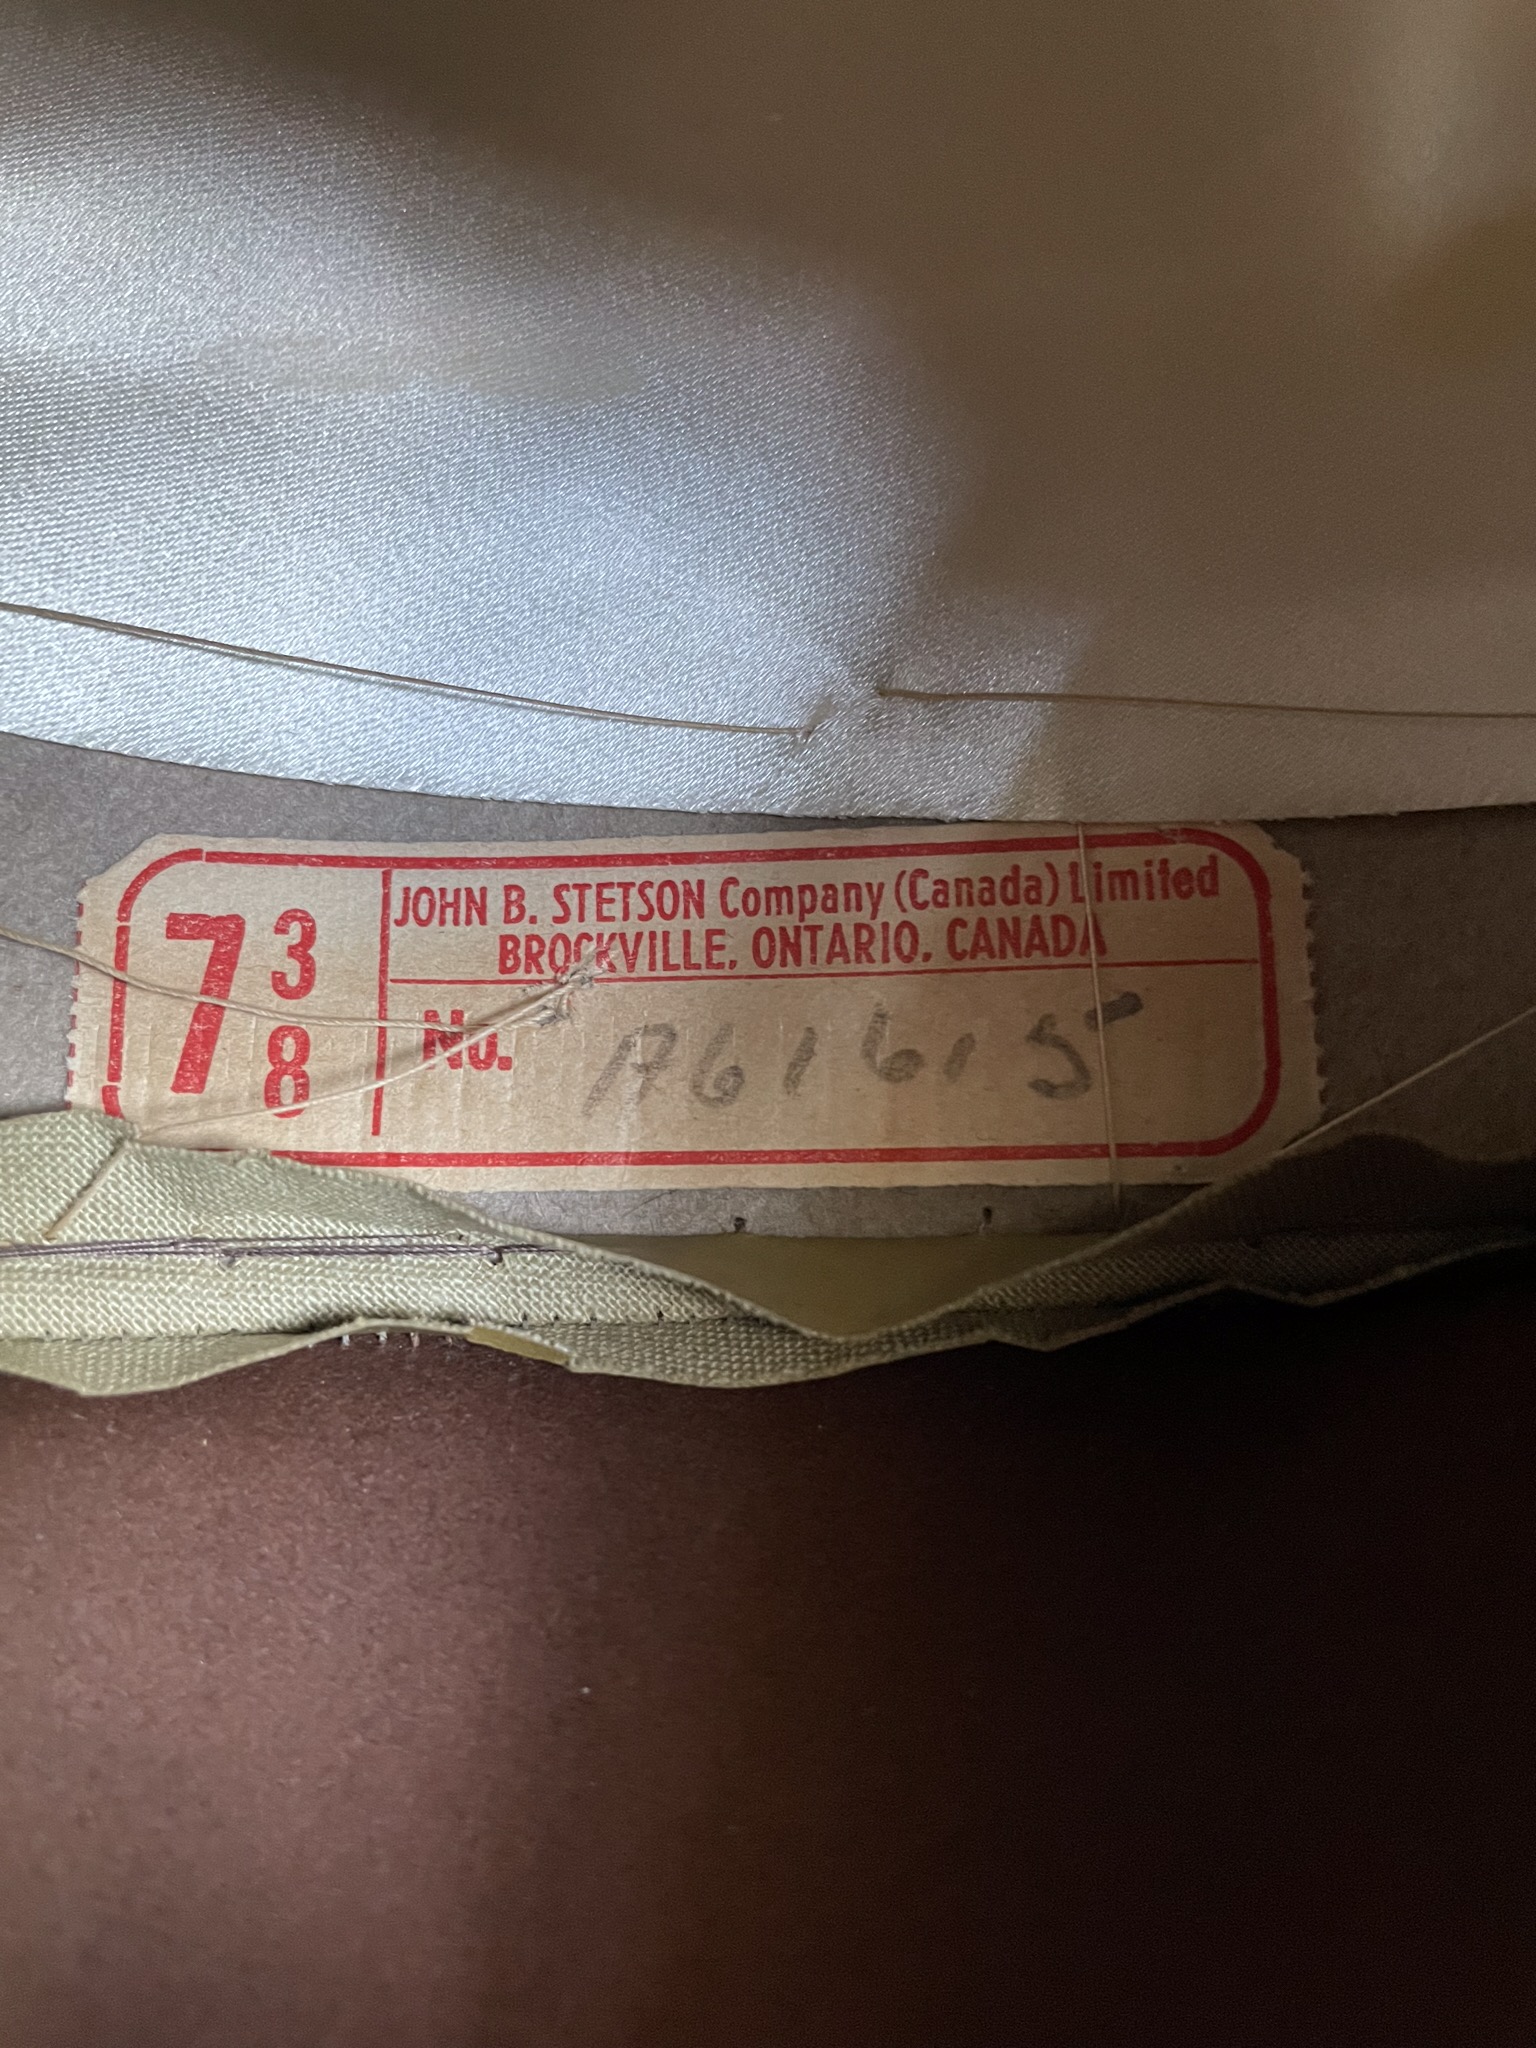 7 3/8
JOHN B. STETSON Company (Canada) Limited
BROCKVILLE, ONTARIO, CANADA
No. A61615